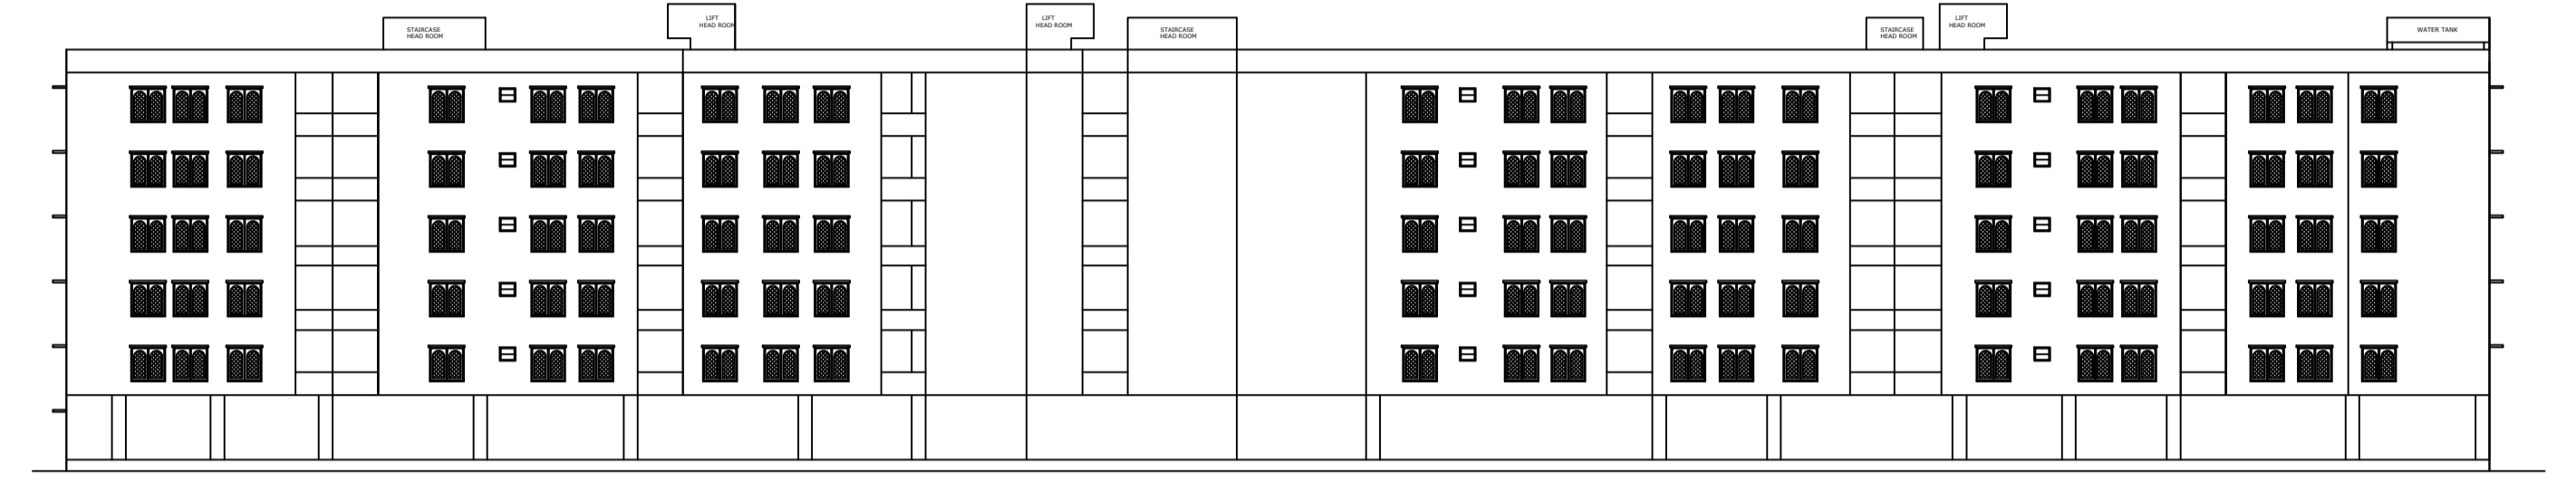 STAIRCASE
HEAD ROOM
LIFT
HEAD ROOM
LIFT
HEAD ROOM
STAIRCASE
HEAD ROOM
STAIRCASE
HEAD ROOM
LIFT
HEAD ROOM
WATER TANK